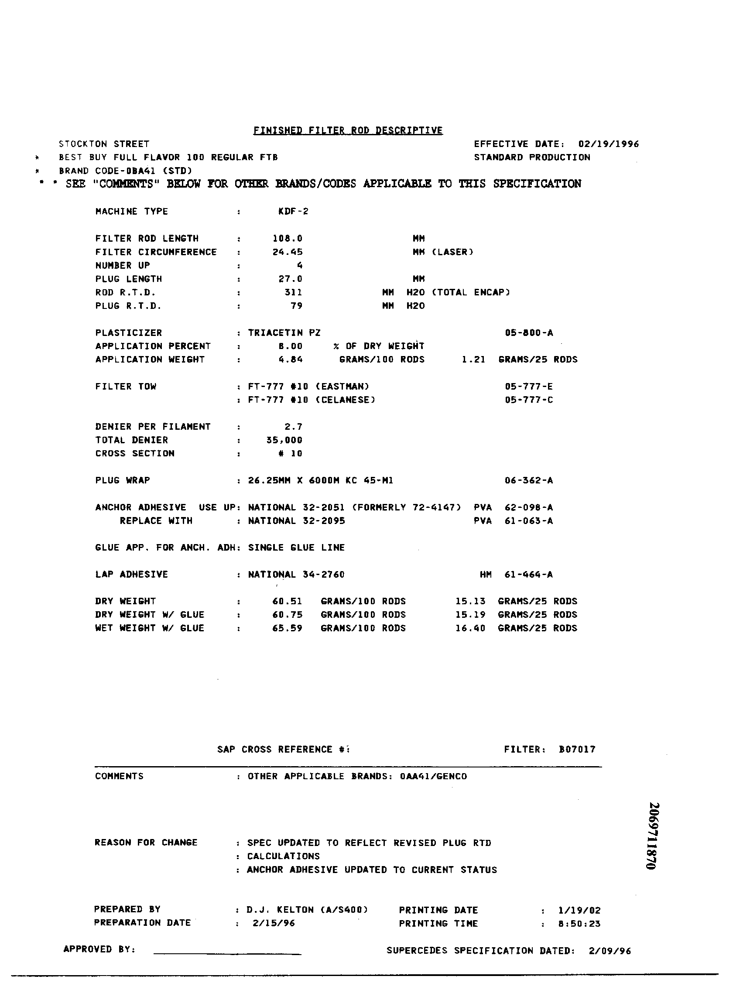 FINISHED FILTER ROD DESCRIPTIVE
STOCKTON STREET EFFECTIVE DATE: 02/19/1996
* BEST BUY FULL FLAVOR 100 REGULAR FTB STANDARD PRODUCTION
* BRAND CODE-OBA41 (STD)
* * SEE "COMMENTS" BELOW FOR OTHER BRANDS/CODES APPLICABLE TO THIS SPECIFICATION
MACHINE TYPE : KDF-2
FILTER ROD LENGTH : 108.0 MM
FILTER CIRCUMFERENCE : 24.45 MM (LASER)
NUMBER UP : 4
PLUG LENGTH : 27.0 MM
ROD R.T.D. : 311 MM H2O (TOTAL ENCAP)
PLUG R.T.D. : 79 MM H2O
PLASTICIZER : TRIACETIN PZ 05-800-A
APPLICATION PERCENT : 8.00 % OF DRY WEIGHT
APPLICATION WEIGHT : 4.84 GRAMS/100 RODS 1.21 GRAMS/25 RODS
FILTER TOW : FT-777 #10 (EASTMAN) 05-777-E
: FT-777 #10 (CELANESE) 05-777-C
DENIER PER FILAMENT : 2.7
TOTAL DENIER : 35,000
CROSS SECTION : # 10
PLUG WRAP : 26.25MM X 6000M KC 45-M1 06-362-A
ANCHOR ADHESIVE USE UP: NATIONAL 32-2051 (FORMERLY 72-4147) PVA 62-098-A
REPLACE WITH : NATIONAL 32-2095 PVA 61-063-A
GLUE APP. FOR ANCH. ADH: SINGLE GLUE LINE
LAP ADHESIVE : NATIONAL 34-2760 HM 61-464-A
DRY WEIGHT : 60.51 GRAMS/100 RODS 15.13 GRAMS/25 RODS
DRY WEIGHT W/ GLUE : 60.75 GRAMS/100 RODS 15.19 GRAMS/25 RODS
WET WEIGHT W/ GLUE : 65.59 GRAMS/100 RODS 16.40 GRAMS/25 RODS
SAP CROSS REFERENCE #: FILTER: B07017
COMMENTS : OTHER APPLICABLE BRANDS: OAA41/GENCO
2069711870
REASON FOR CHANGE : SPEC UPDATED TO REFLECT REVISED PLUG RTD
: CALCULATIONS
: ANCHOR ADHESIVE UPDATED TO CURRENT STATUS
PREPARED BY : D.J. KELTON (A/S400) PRINTING DATE : 1/19/02
PREPARATION DATE : 2/15/96 PRINTING TIME : 8:50:23
APPROVED BY: SUPERCEDES SPECIFICATION DATED: 2/09/96